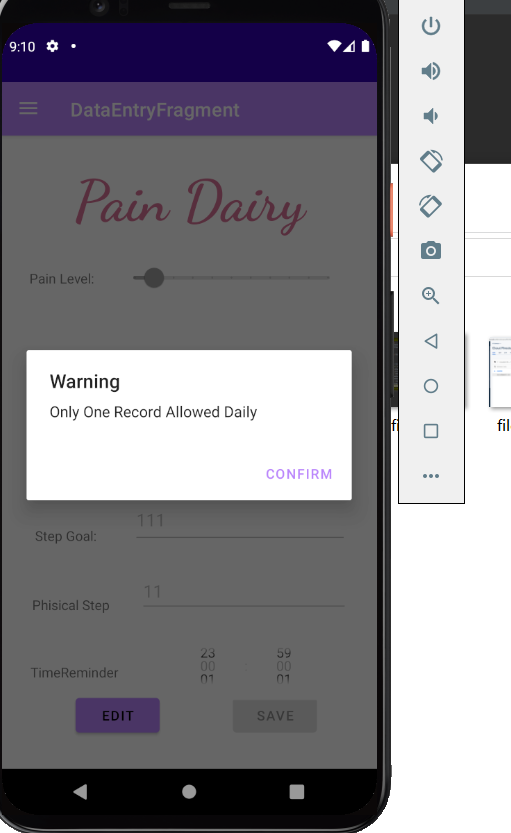 9:10
DataEntryFragment
Pain Dairy
Pain Level:
Warning
Only One Record Allowed Daily
CONFIRM
Step Goal:
111
Phisical Step
11
23 59
TimeReminder
00 : 00
01 01
EDIT
SAVE
fi
fil